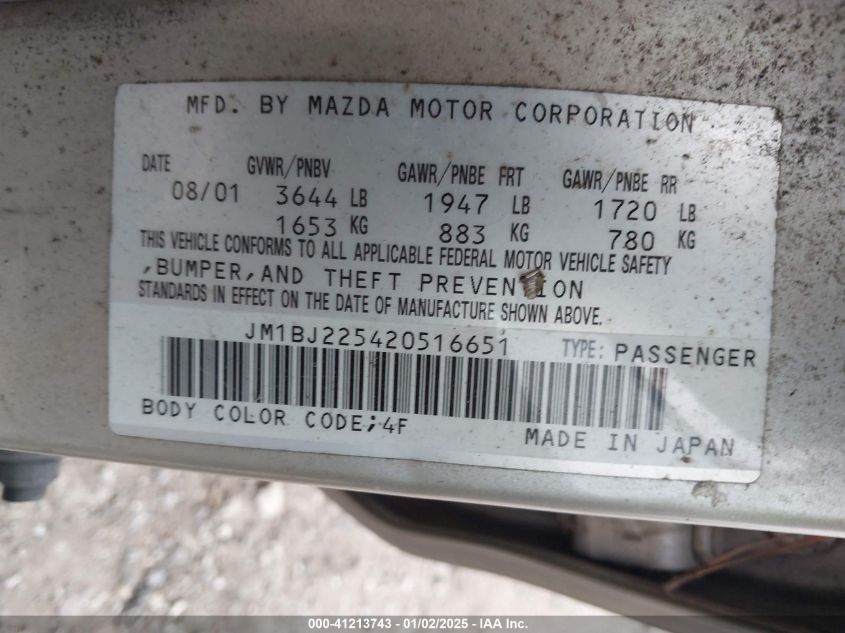 MFD. BY MAZDA MOTOR CORPORATION
DATE GVWR/PNBV GAWR/PNBE FRT GAWR/PNBE RR
08/01 3644 LB 1947 LB 1720 LB
1653 KG 883 KG 780 KG
THIS VEHICLE CONFORMS TO ALL APPLICABLE FEDERAL MOTOR VEHICLE SAFETY
,BUMPER,AND THEFT PREVENTION
STANDARDS IN EFFECT ON THE DATE OF MANUFACTURE SHOWN ABOVE.
JM1BJ225420516651 TYPE: PASSENGER
BODY COLOR CODE;4F
MADE IN JAPAN
000-41213743 - 01/02/2025 - IAA Inc.